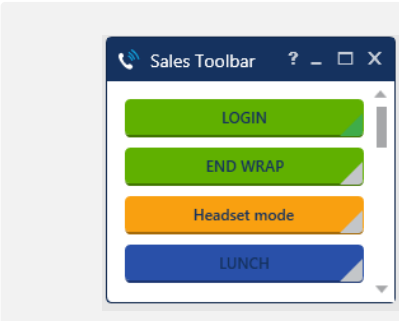 Sales Toolbar ?
LOGIN
END WRAP
Headset mode
LUNCH